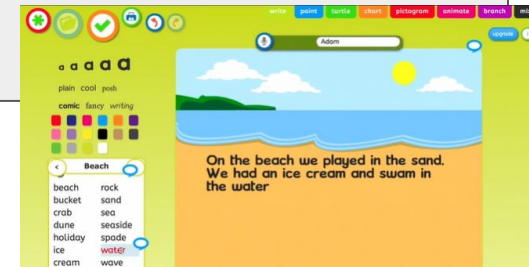 write paint turtle chart pictogram animate branch mi
upgrade
Adam
a a a a a
plain cool posh
comic fancy writing
< Beach
beach rock
bucket sand
crab sea
dune seaside
holiday spade
ice water
cream wave
On the beach we played in the sand.
We had an ice cream and swam in
the water